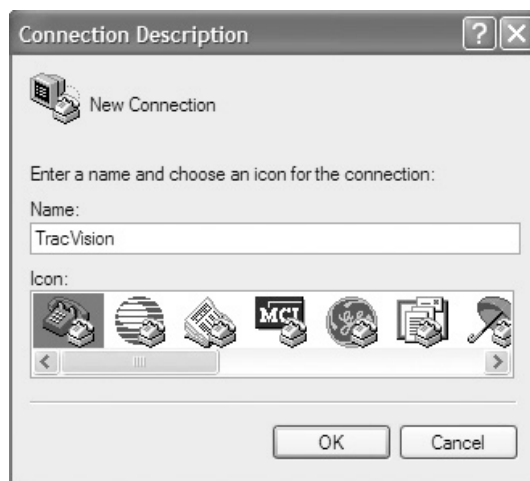 Connection Description
New Connection
Enter a name and choose an icon for the connection:
Name:
TracVision
Icon:
MCI
OK
Cancel